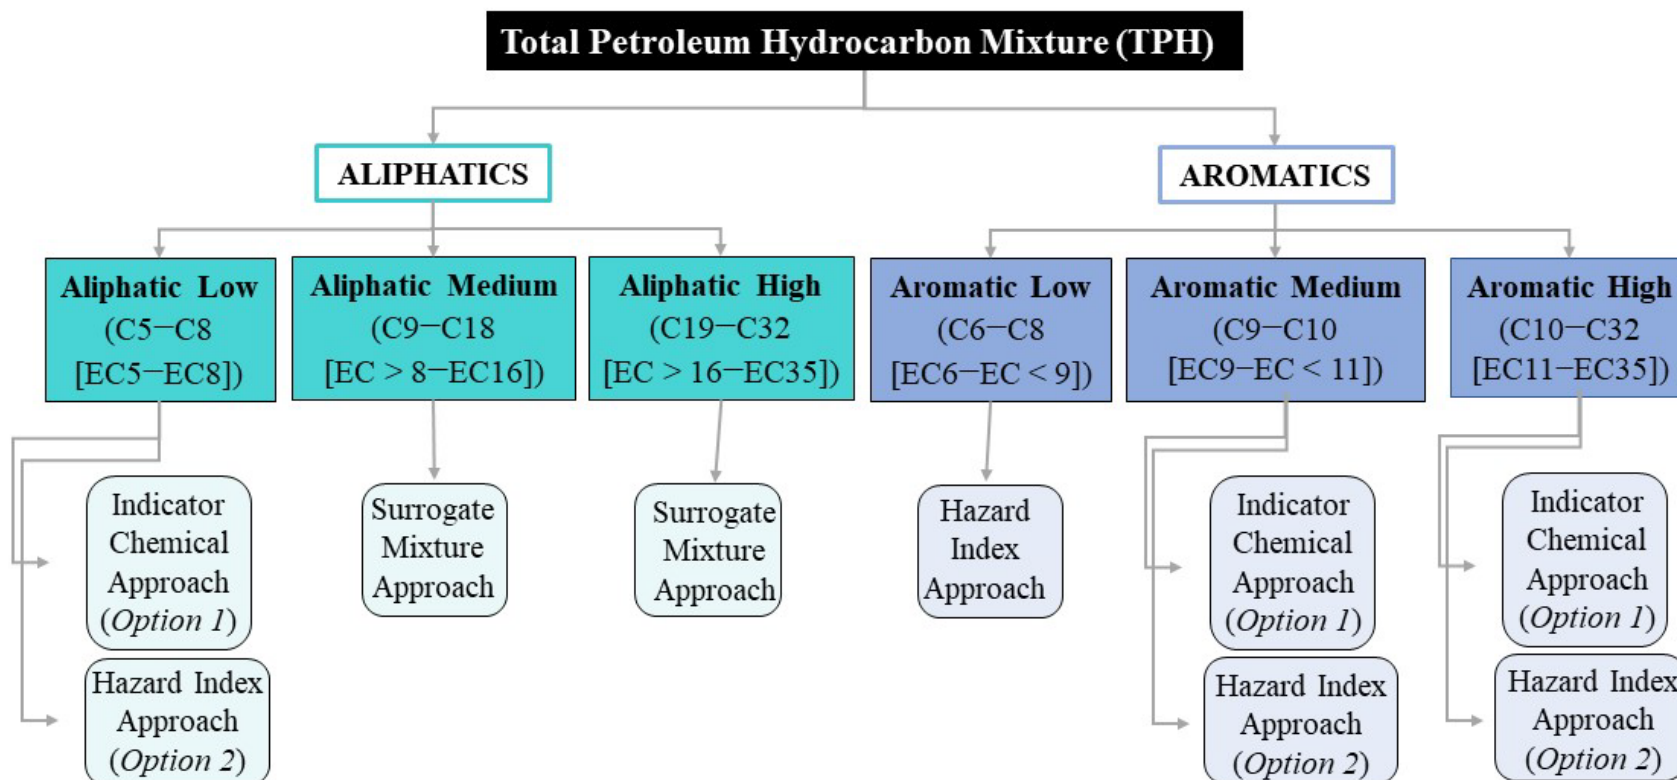 Total Petroleum Hydrocarbon Mixture (TPH)
ALIPHATICS
AROMATICS
Aliphatic Low
(C5–C8
[EC5–EC8])
Aliphatic Medium
(C9–C18
[EC > 8–EC16])
Aliphatic High
(C19–C32
[EC > 16–EC35])
Aromatic Low
(C6–C8
[EC6–EC < 9])
Aromatic Medium
(C9–C10
[EC9–EC < 11])
Aromatic High
(C10–C32
[EC11–EC35])
Indicator
Chemical
Approach
(Option 1)
Hazard Index
Approach
(Option 2)
Surrogate
Mixture
Approach
Surrogate
Mixture
Approach
Hazard
Index
Approach
Indicator
Chemical
Approach
(Option 1)
Hazard Index
Approach
(Option 2)
Indicator
Chemical
Approach
(Option 1)
Hazard Index
Approach
(Option 2)